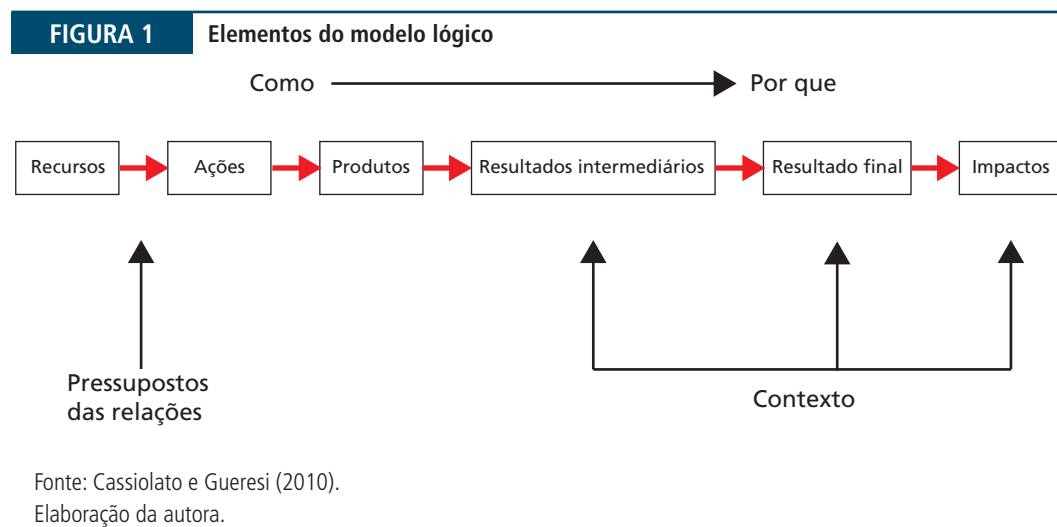 FIGURA 1 Elementos do modelo lógico
Como Por que
Recursos Ações Produtos Resultados intermediários Resultado final Impactos
Pressupostos
das relações
Contexto
Fonte: Cassiolato e Gueresi (2010).
Elaboração da autora.